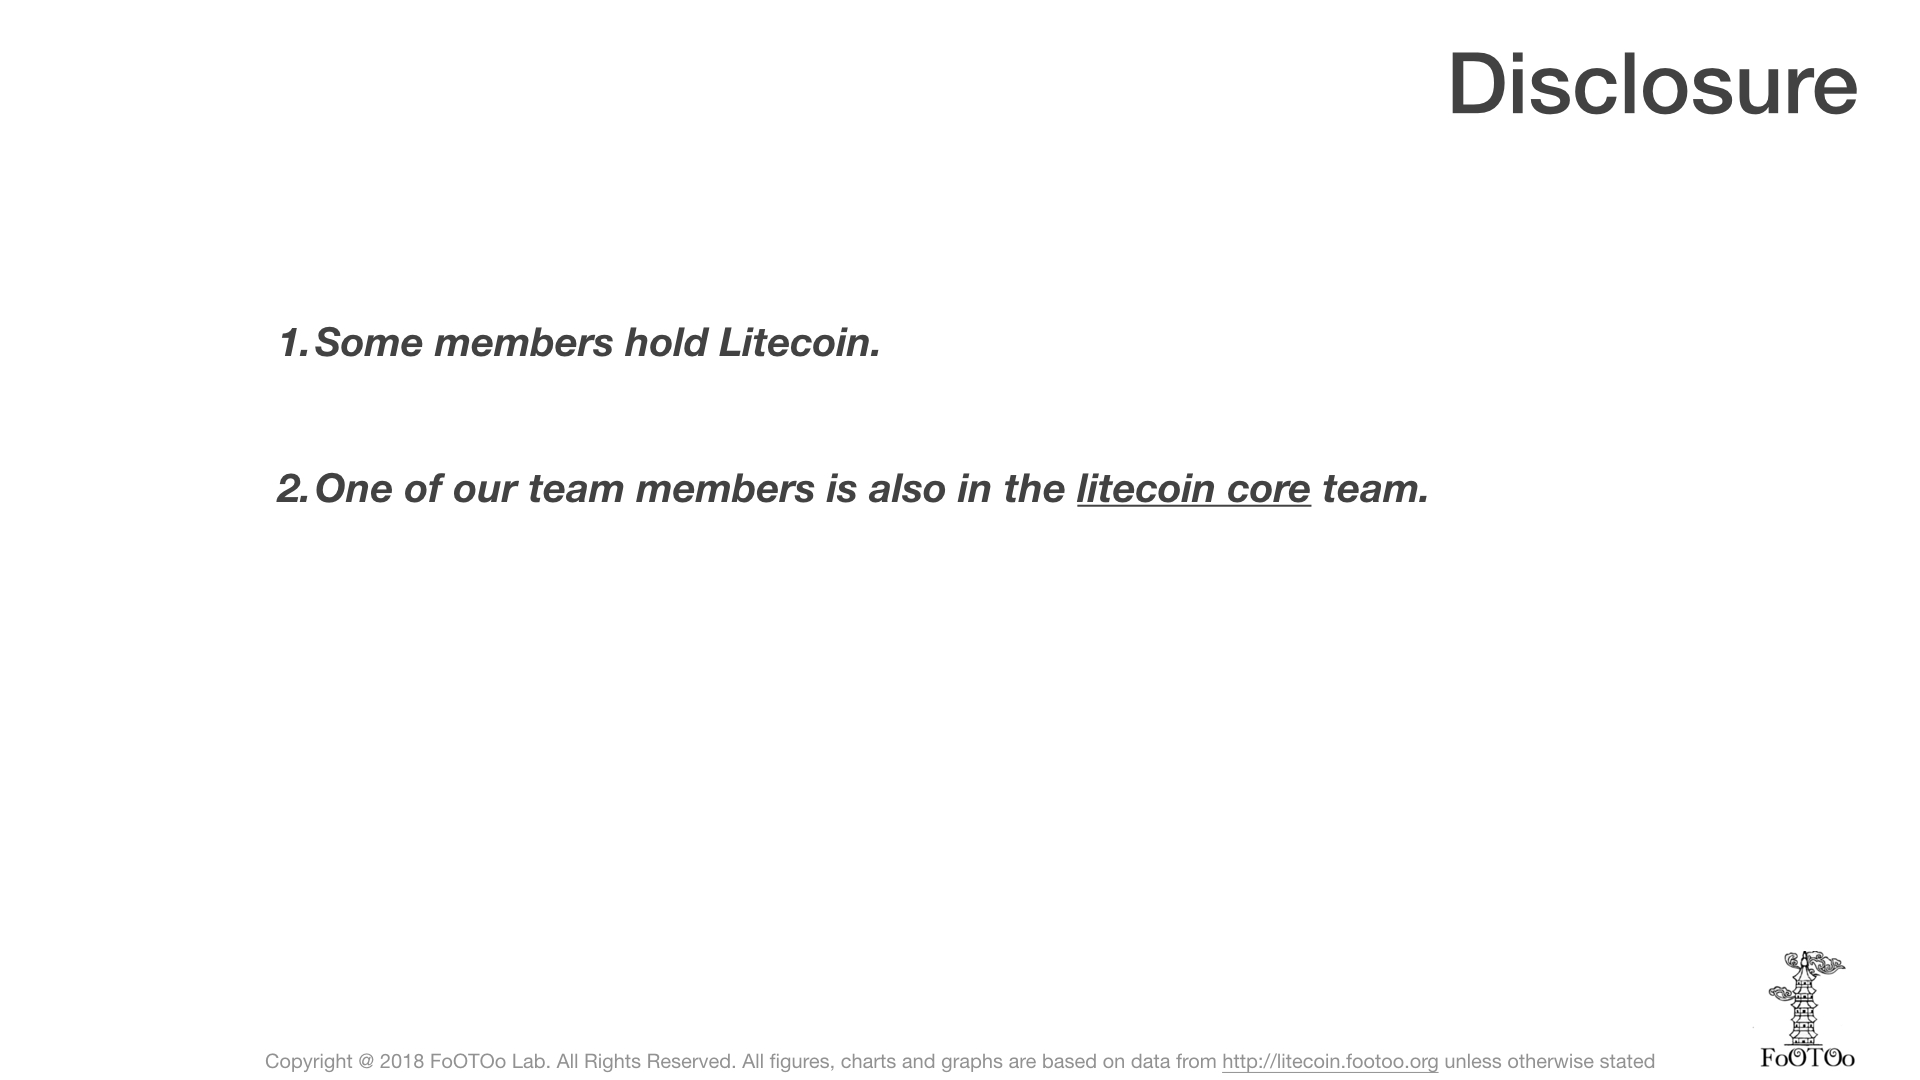 Disclosure
1. Some members hold Litecoin.
2. One of our team members is also in the litecoin core team.
Copyright @ 2018 FoOTOo Lab. All Rights Reserved. All figures, charts and graphs are based on data from http://litecoin.footoo.org unless otherwise stated
FoOTOo